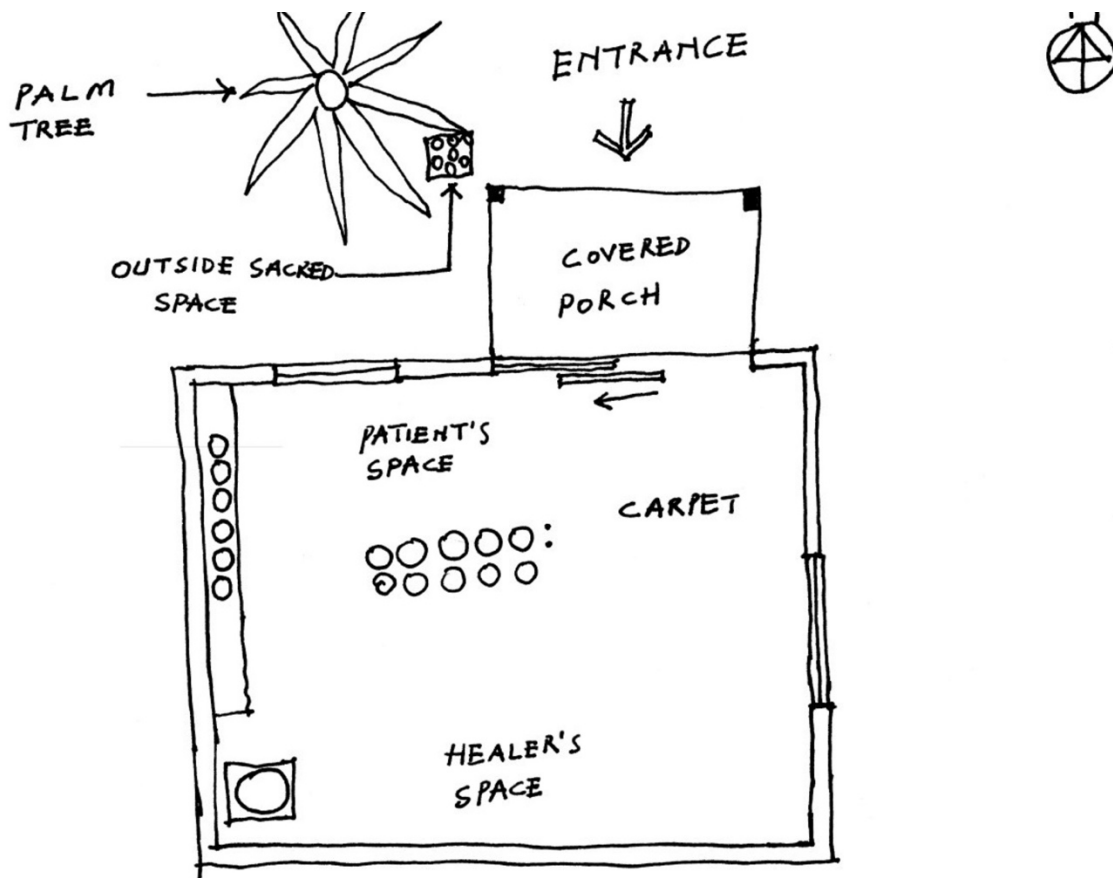 ENTRANCE
PALM
TREE
OUTSIDE SACRED
SPACE
COVERED
PORCH
PATIENT'S
SPACE
CARPET
HEALER'S
SPACE